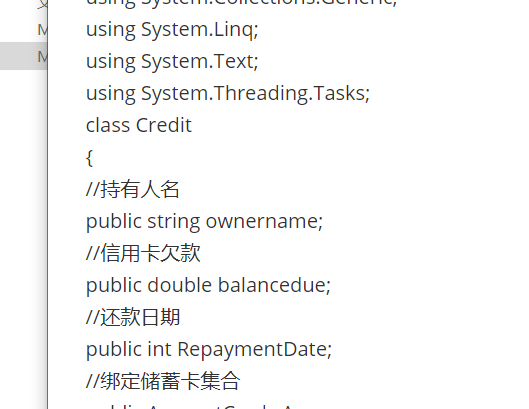 using System.Collections.Generic;
using System.Linq;
using System.Text;
using System.Threading.Tasks;
class Credit
{
//持有人名
public string ownername;
//信用卡欠款
public double balancedue;
//还款日期
public int RepaymentDate;
//绑定储蓄卡集合